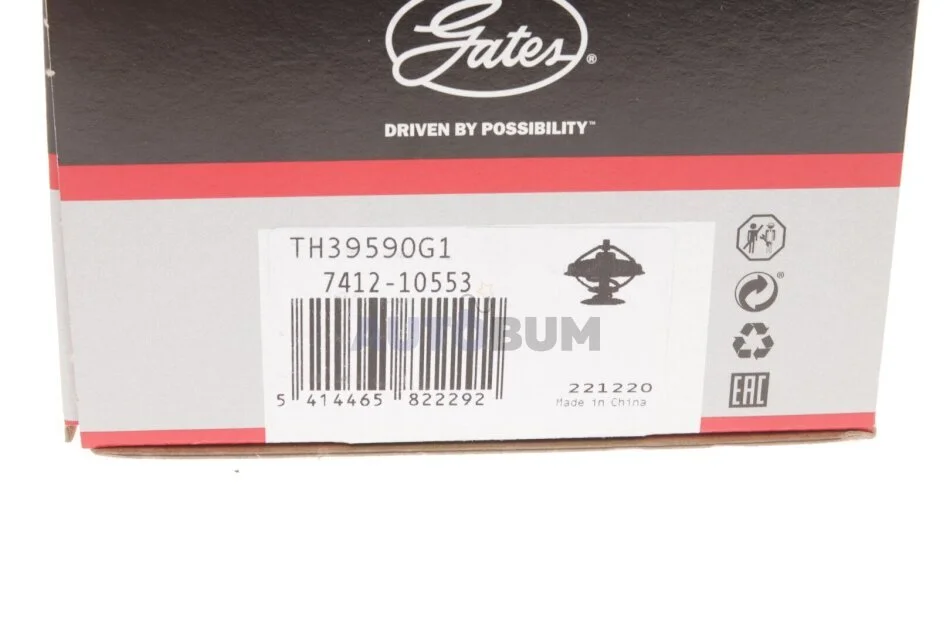 Gates®
DRIVEN BY POSSIBILITY™
TH39590G1
7412-10553
AUTOBUM
5 414465 822292
221220
Made in China
®
EAC